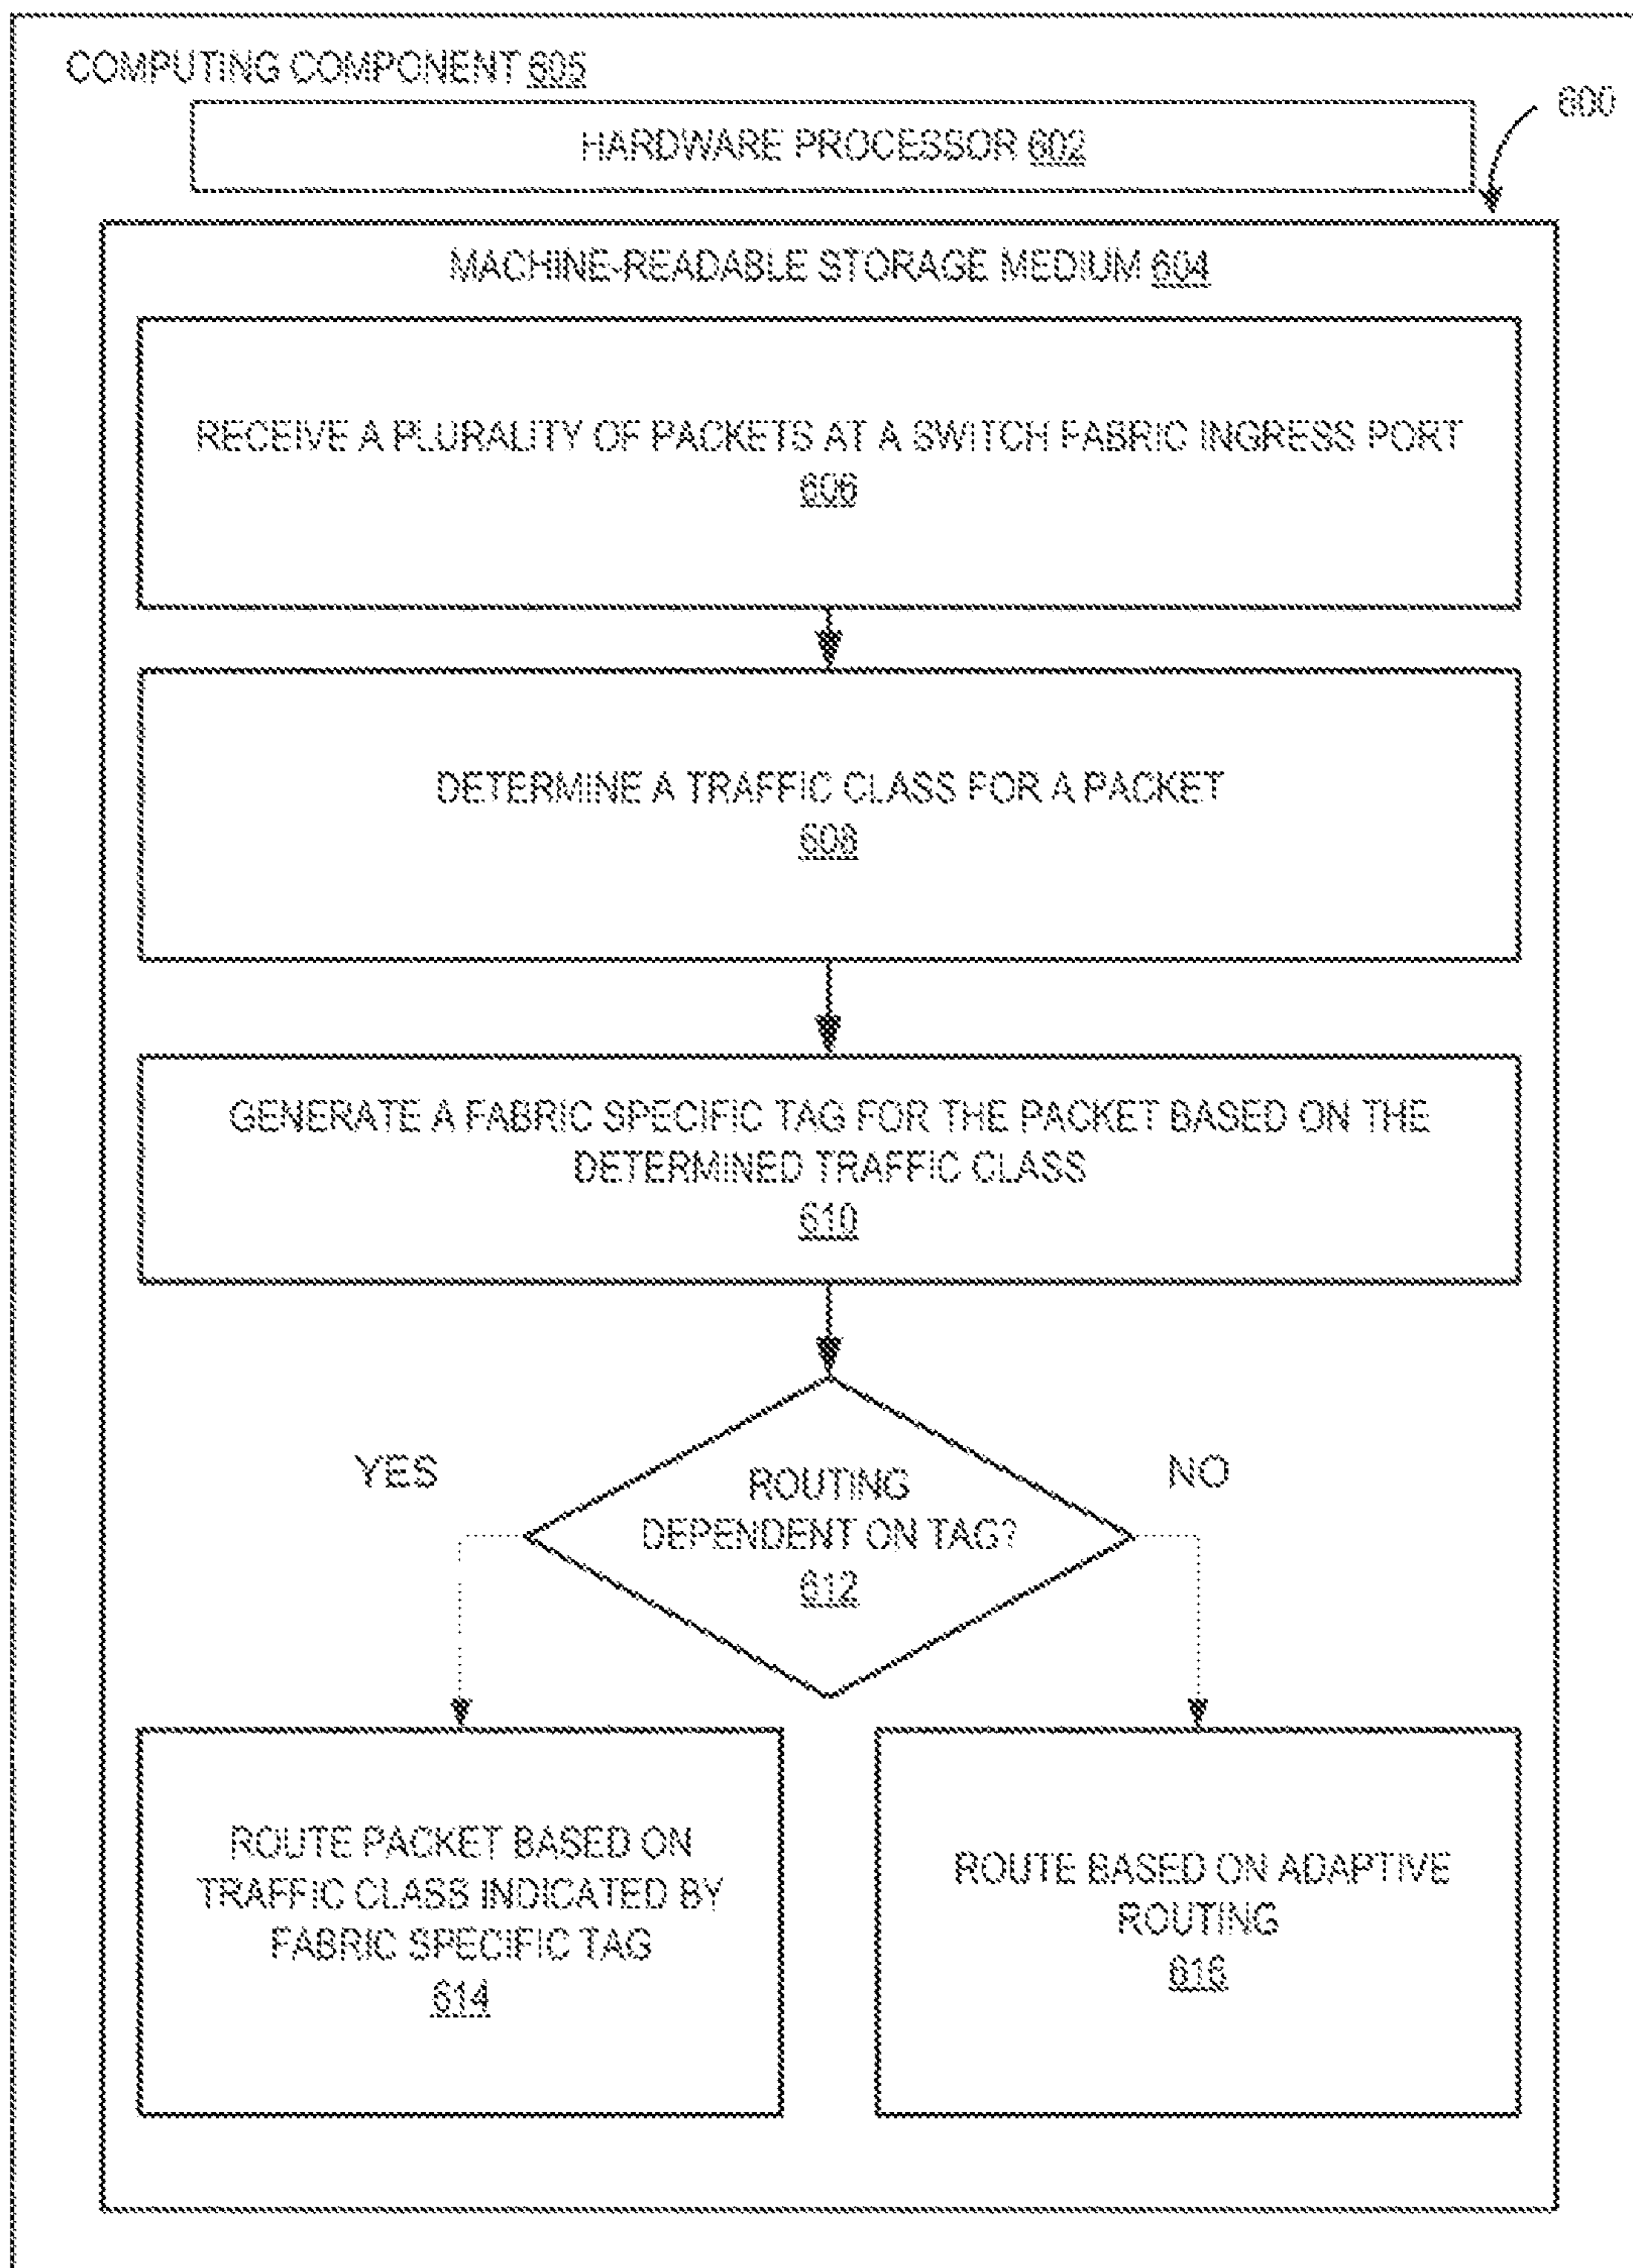 COMPUTING COMPONENT 605
600
HARDWARE PROCESSOR 602
MACHINE-READABLE STORAGE MEDIUM 604
RECEIVE A PLURALITY OF PACKETS AT A SWITCH FABRIC INGRESS PORT
606
DETERMINE A TRAFFIC CLASS FOR A PACKET
608
GENERATE A FABRIC SPECIFIC TAG FOR THE PACKET BASED ON THE
DETERMINED TRAFFIC CLASS
610
YES
NO
ROUTING
DEPENDENT ON TAG?
612
ROUTE PACKET BASED ON
TRAFFIC CLASS INDICATED BY
FABRIC SPECIFIC TAG
614
ROUTE BASED ON ADAPTIVE
ROUTING
616